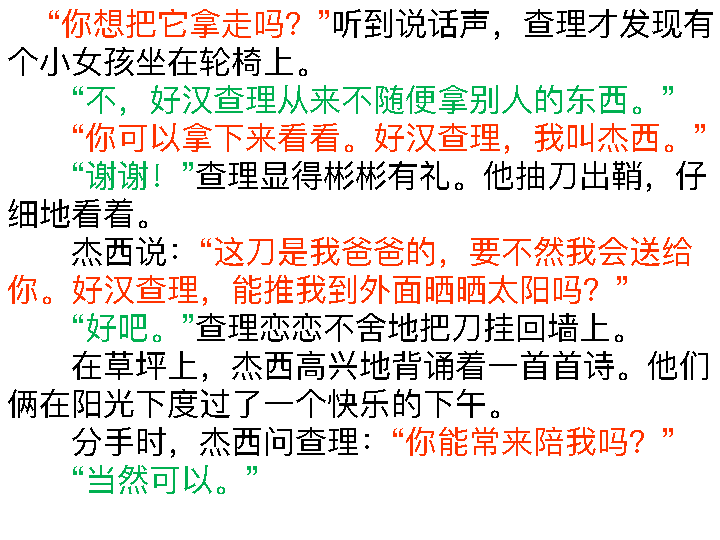 “你想把它拿走吗？”听到说话声，查理才发现有
个小女孩坐在轮椅上。
“不，好汉查理从来不随便拿别人的东西。”
“你可以拿下来看看。好汉查理，我叫杰西。”
“谢谢！”查理显得彬彬有礼。他抽刀出鞘，仔
细地看着。
杰西说：“这刀是我爸爸的，要不然我会送给
你。好汉查理，能推我到外面晒晒太阳吗？”
“好吧。”查理恋恋不舍地把刀挂回墙上。
在草坪上，杰西高兴地背诵着一首首诗。他们
俩在阳光下度过了一个快乐的下午。
分手时，杰西问查理：“你能常来陪我吗？”
“当然可以。”